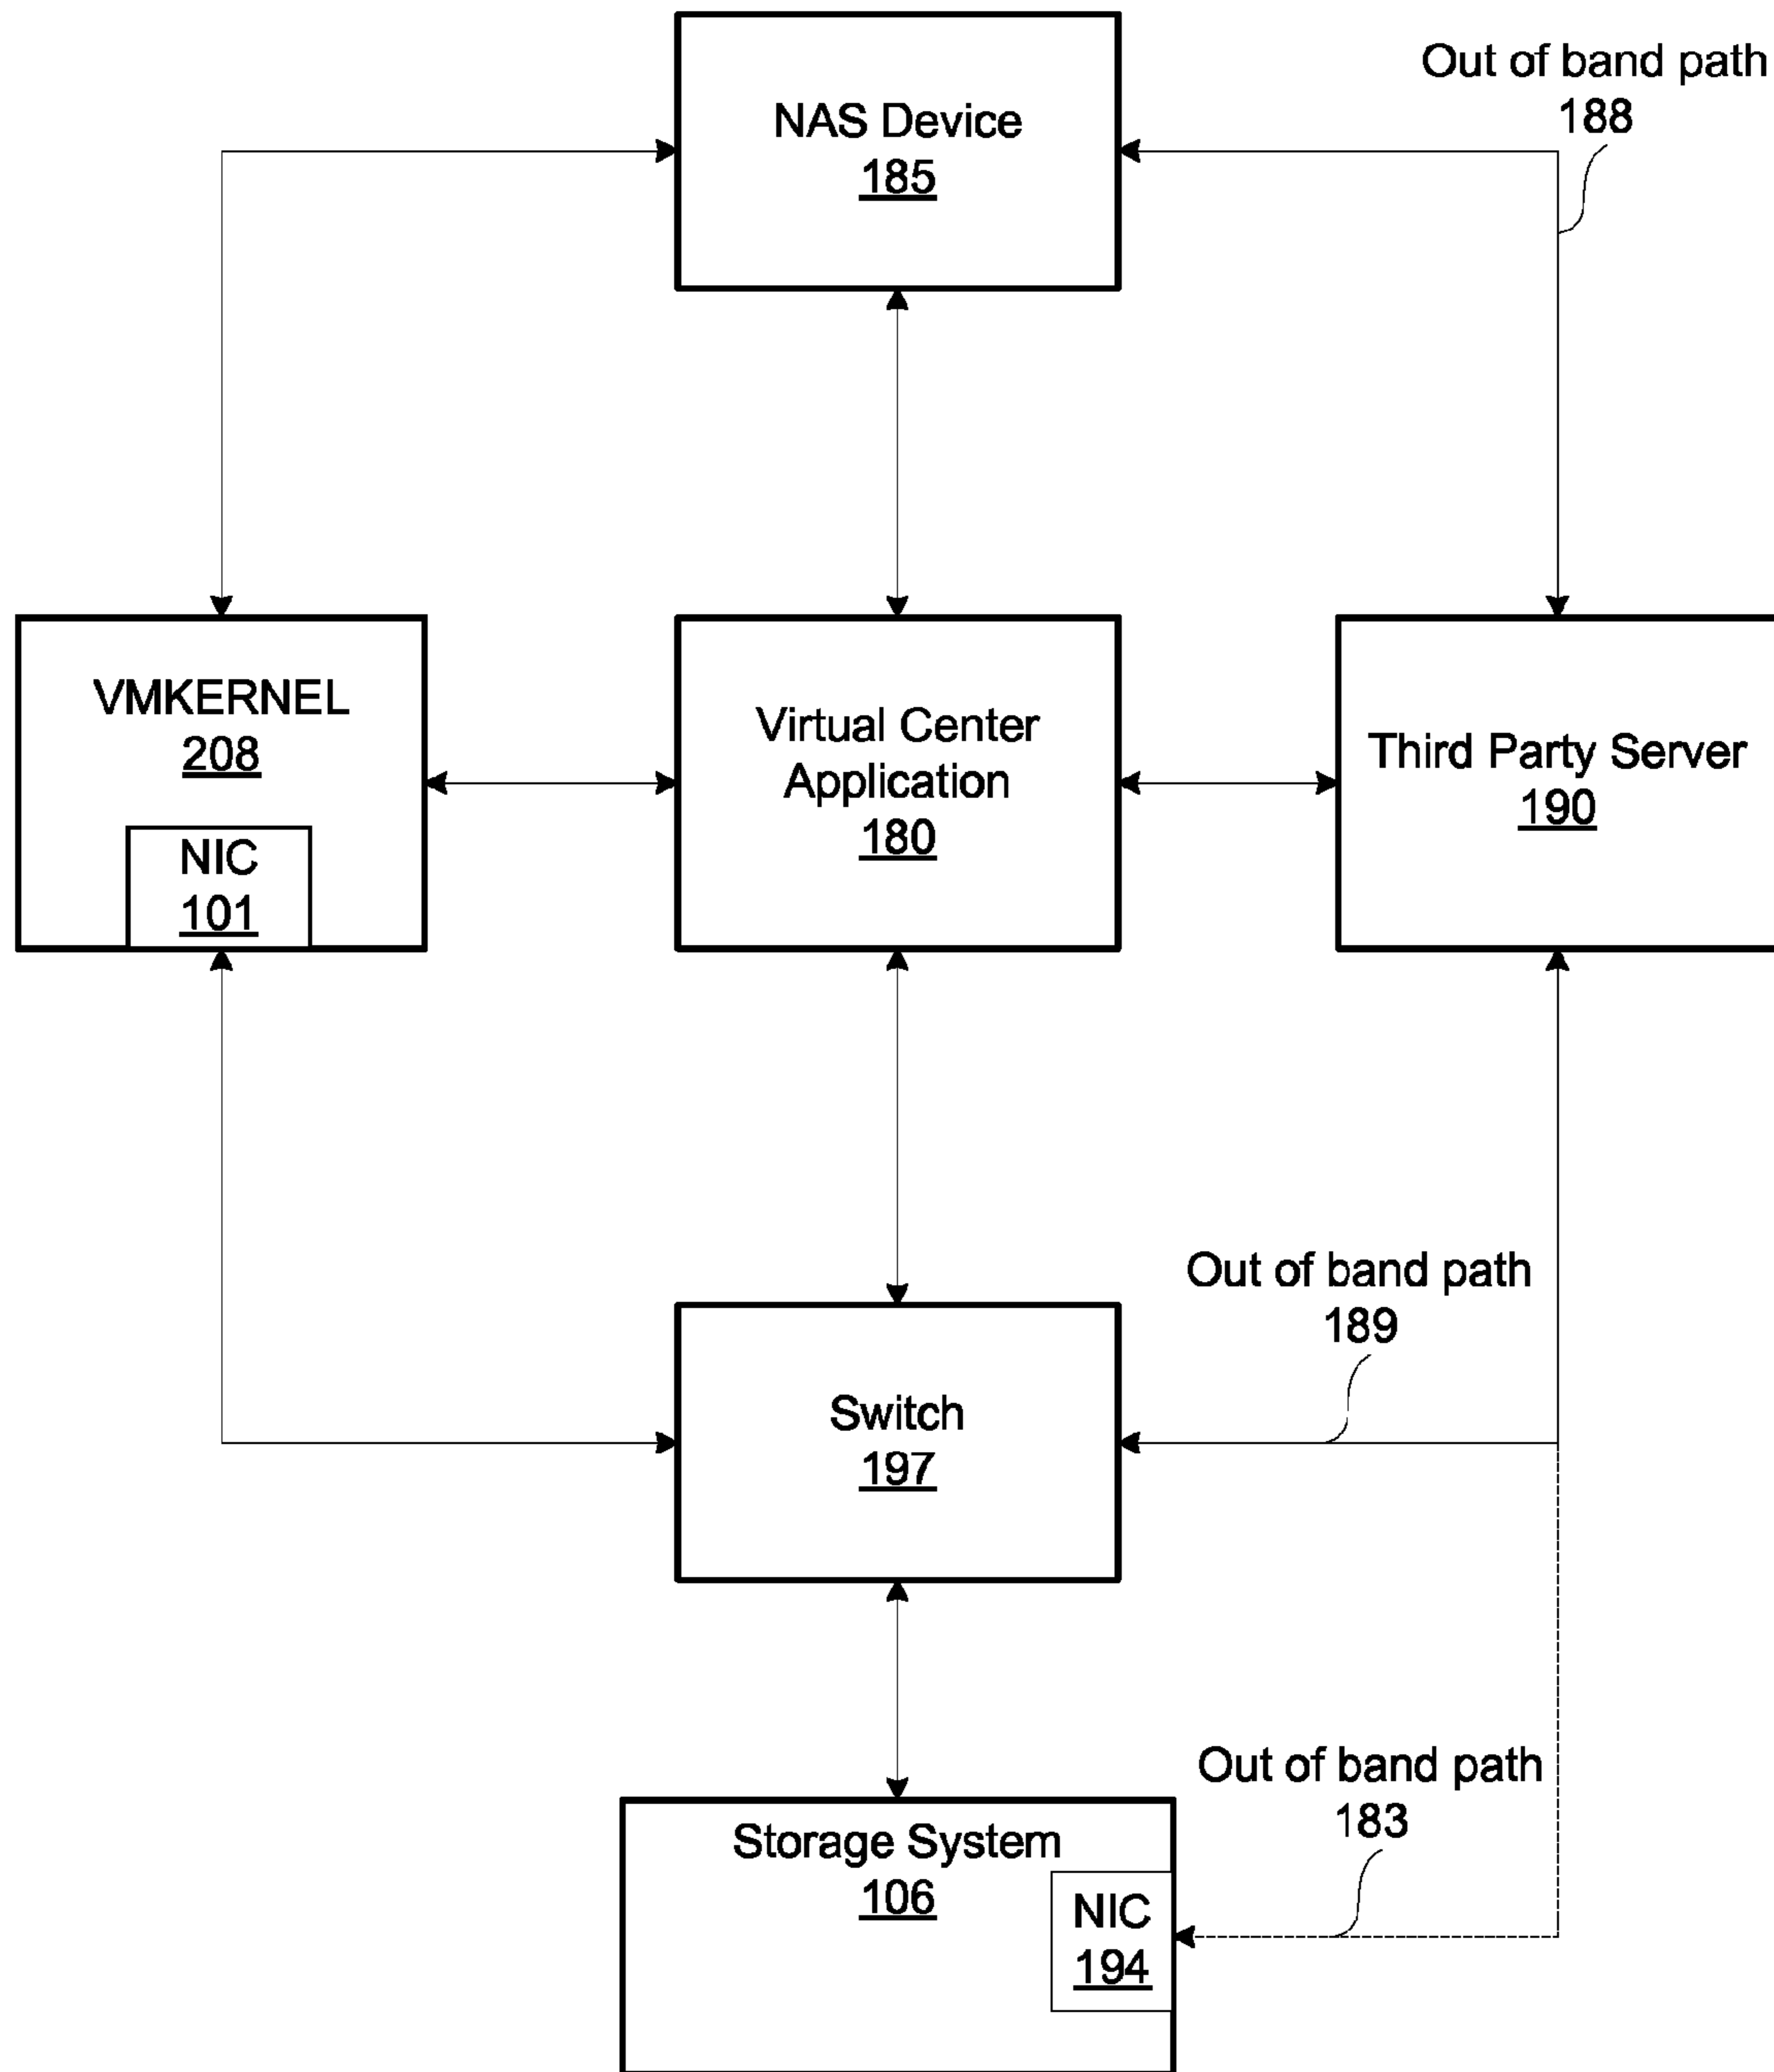 NAS Device
185
Out of band path
188
VMKERNEL
208
NIC
101
Virtual Center
Application
180
Third Party Server
190
Out of band path
189
Switch
197
Out of band path
183
Storage System
106
NIC
194